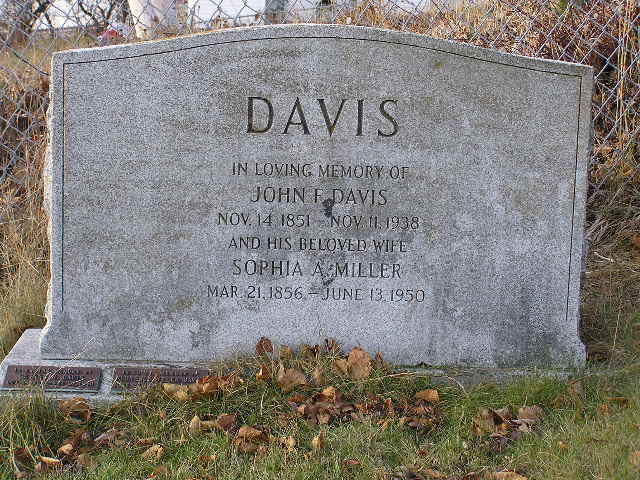 DAVIS
IN LOVING MEMORY OF
JOHN F. DAVIS
NOV. 14 1851 - NOV. 11, 1938
AND HIS BELOVED WIFE
SOPHIA A. MILLER
MAR. 21, 1856. - JUNE 13, 1950